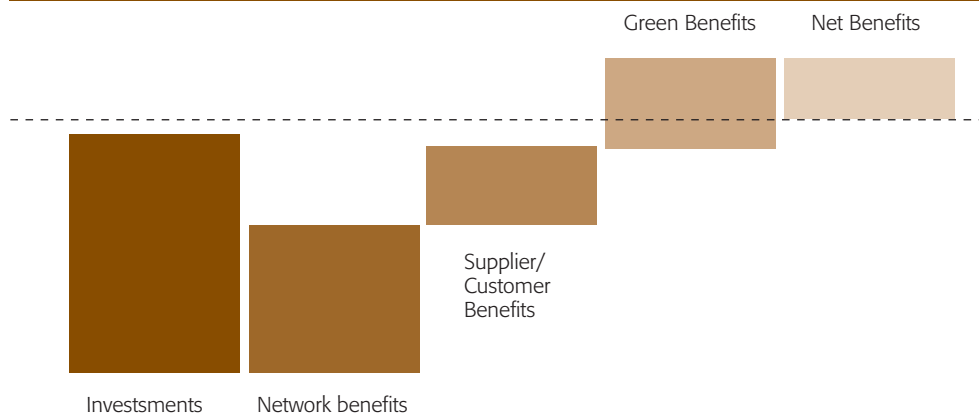 Green Benefits
Net Benefits
Supplier/
Customer
Benefits
Investsments
Network benefits